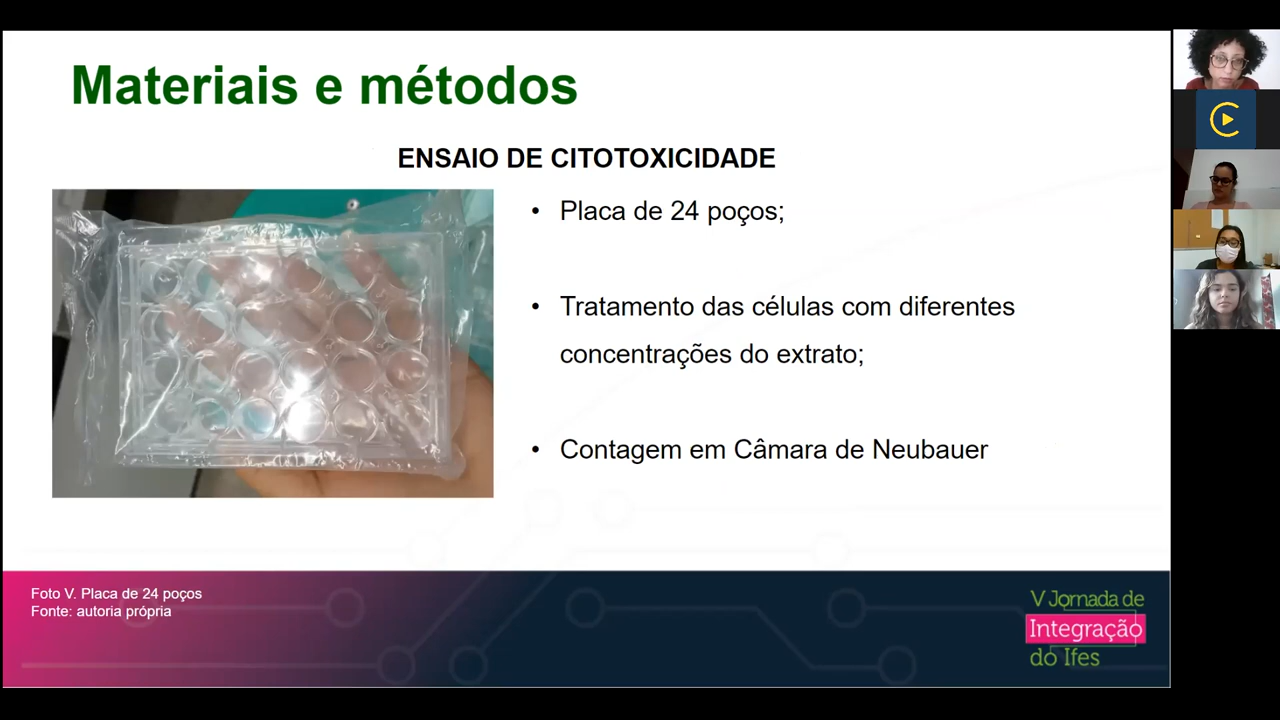 Materiais e métodos
ENSAIO DE CITOTOXICIDADE
• Placa de 24 poços;
• Tratamento das células com diferentes
concentrações do extrato;
• Contagem em Câmara de Neubauer
Foto V. Placa de 24 poços
Fonte: autoria própria
V Jornada de
Integração
do Ifes